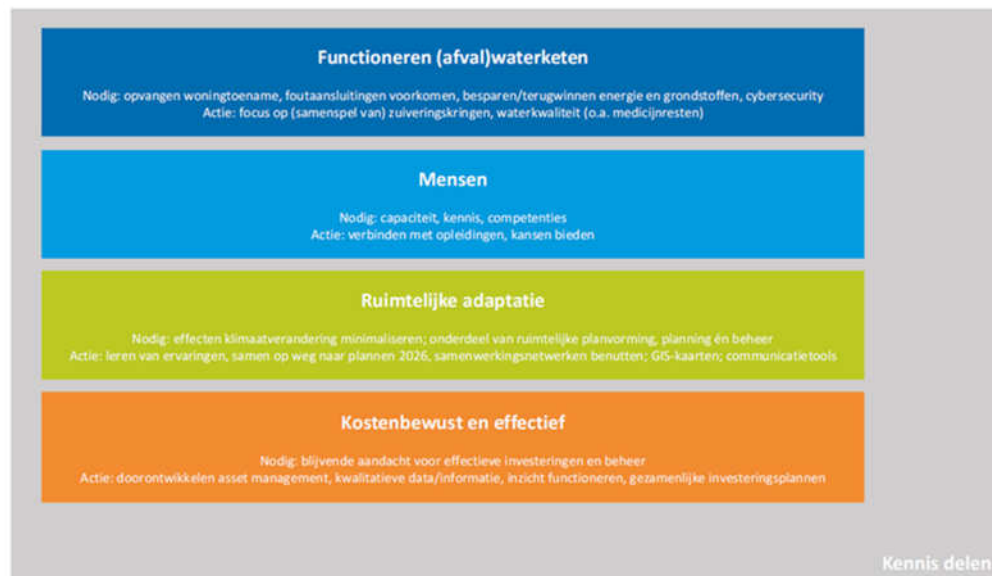 Functioneren (afval)waterketen
Nodig: opvangen woningtoename, foutaansluitingen voorkomen, besparen/terugwinnen energie en grondstoffen, cybersecurity
Actie: focus op (samenspel van) zuiveringskringen, waterkwaliteit (o.a. medicijnresten)
Mensen
Nodig: capaciteit, kennis, competenties
Actie: verbinden met opleidingen, kansen bieden
Ruimtelijke adaptatie
Nodig: effecten klimaatverandering minimaliseren; onderdeel van ruimtelijke planvorming, planning én beheer
Actie: leren van ervaringen, samen op weg naar plannen 2026, samenwerkingsnetwerken benutten; GIS-kaarten; communicatietools
Kostenbewust en effectief
Nodig: blijvende aandacht voor effectieve investeringen en beheer
Actie: doorontwikkelen asset management, kwalitatieve data/informatie, inzicht functioneren, gezamenlijke investeringsplannen
Kennis delen